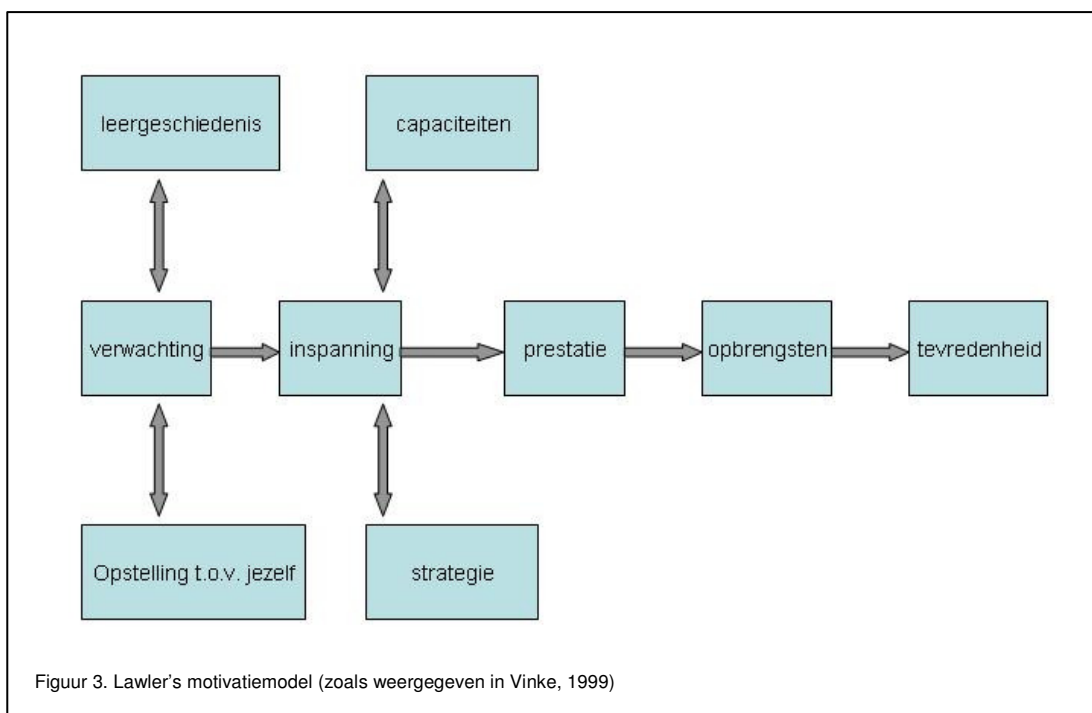 leergeschiedenis
capaciteiten
verwachting
inspanning
prestatie
opbrengsten
tevredenheid
Opstelling t.o.v. jezelf
strategie
Figuur 3. Lawler’s motivatiemodel (zoals weergegeven in Vinke, 1999)